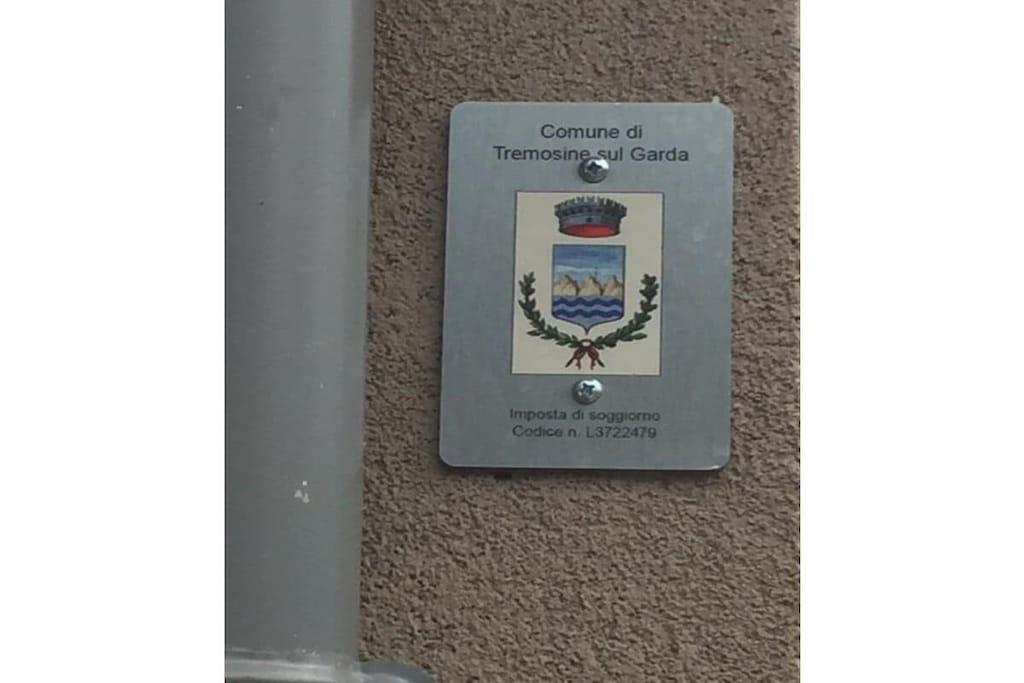 Comune di
Tremosine sul Garda
Imposta di soggiorno
Codice n. L3722479